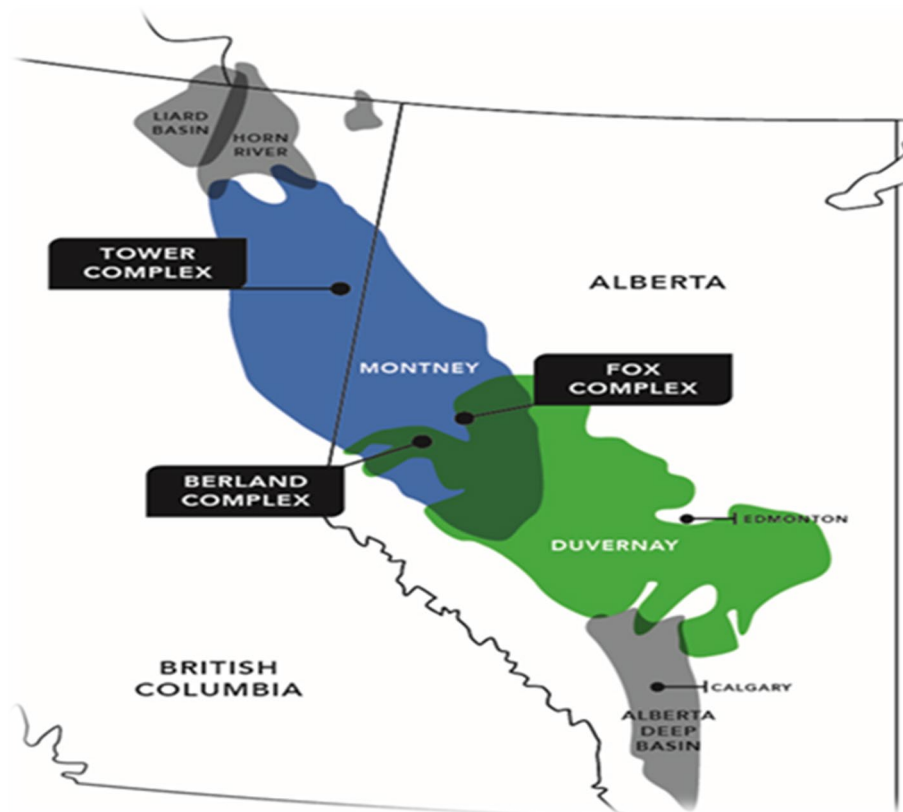 LIARD
BASIN
HORN
RIVER
TOWER
COMPLEX
ALBERTA
MONTNEY
FOX
COMPLEX
BERLAND
COMPLEX
EDMONTON
DUVERNAY
BRITISH
COLUMBIA
CALGARY
ALBERTA
DEEP
BASIN